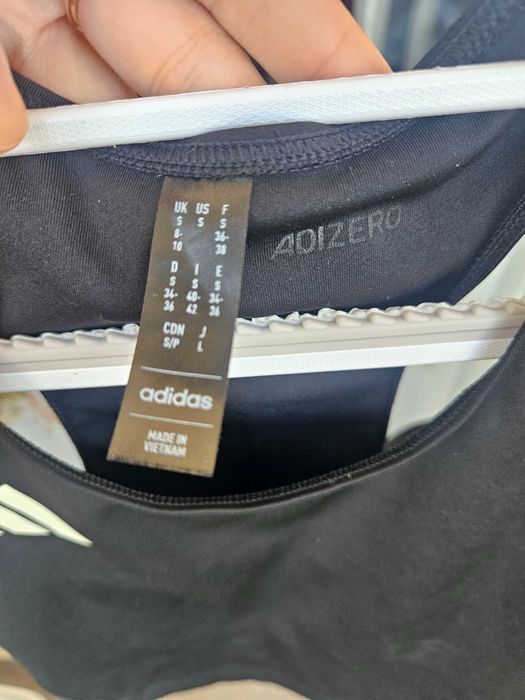 UK US F
S S S
8- 36-
10 38
D I E
S S S
34- 40- 34-
36 42 36
CDN J
S/P L
adidas
MADE IN
VIETNAM
ADIZERO